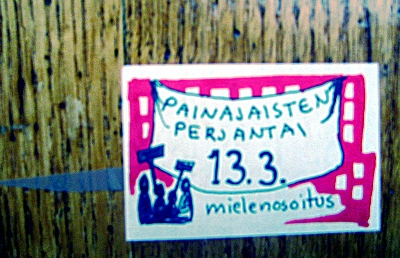 PAINAJAISTEN
PERJANTAI
13.3.
mielenosoitus